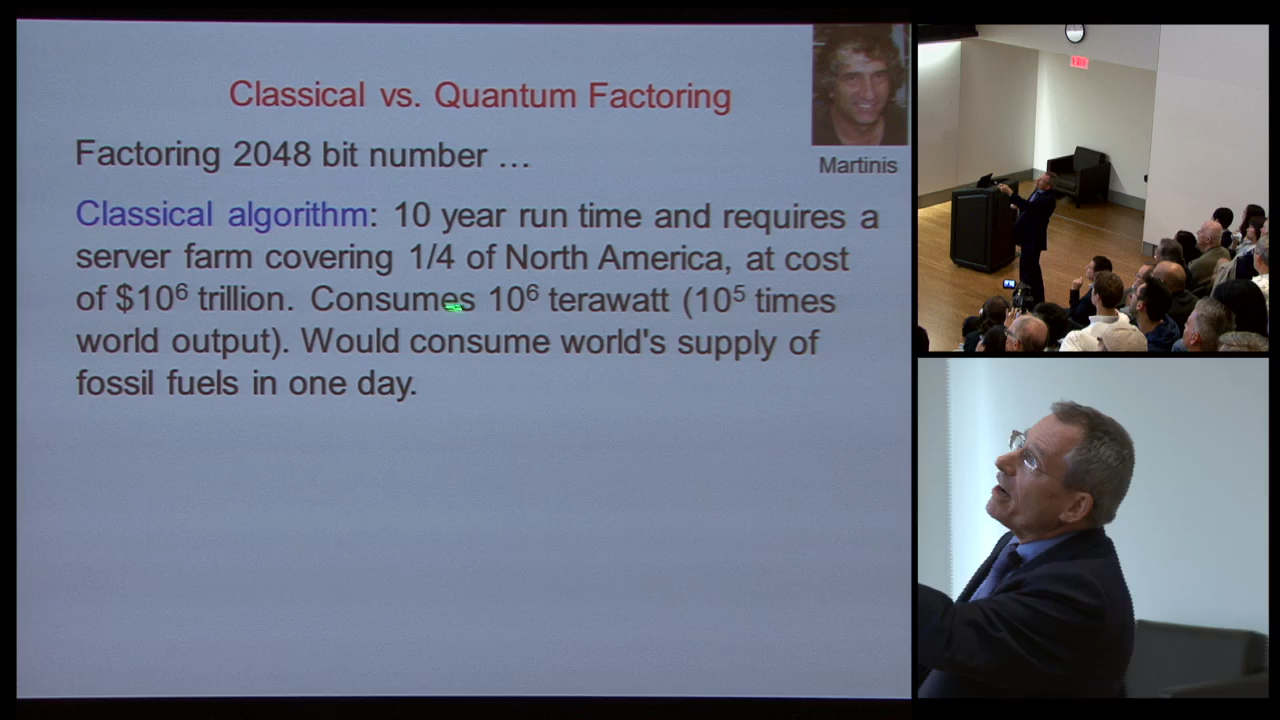 Classical vs. Quantum Factoring
Martinis
Factoring 2048 bit number …
Classical algorithm: 10 year run time and requires a
server farm covering 1/4 of North America, at cost
of $10⁶ trillion. Consumes 10⁶ terawatt (10⁵ times
world output). Would consume world's supply of
fossil fuels in one day.
EXIT